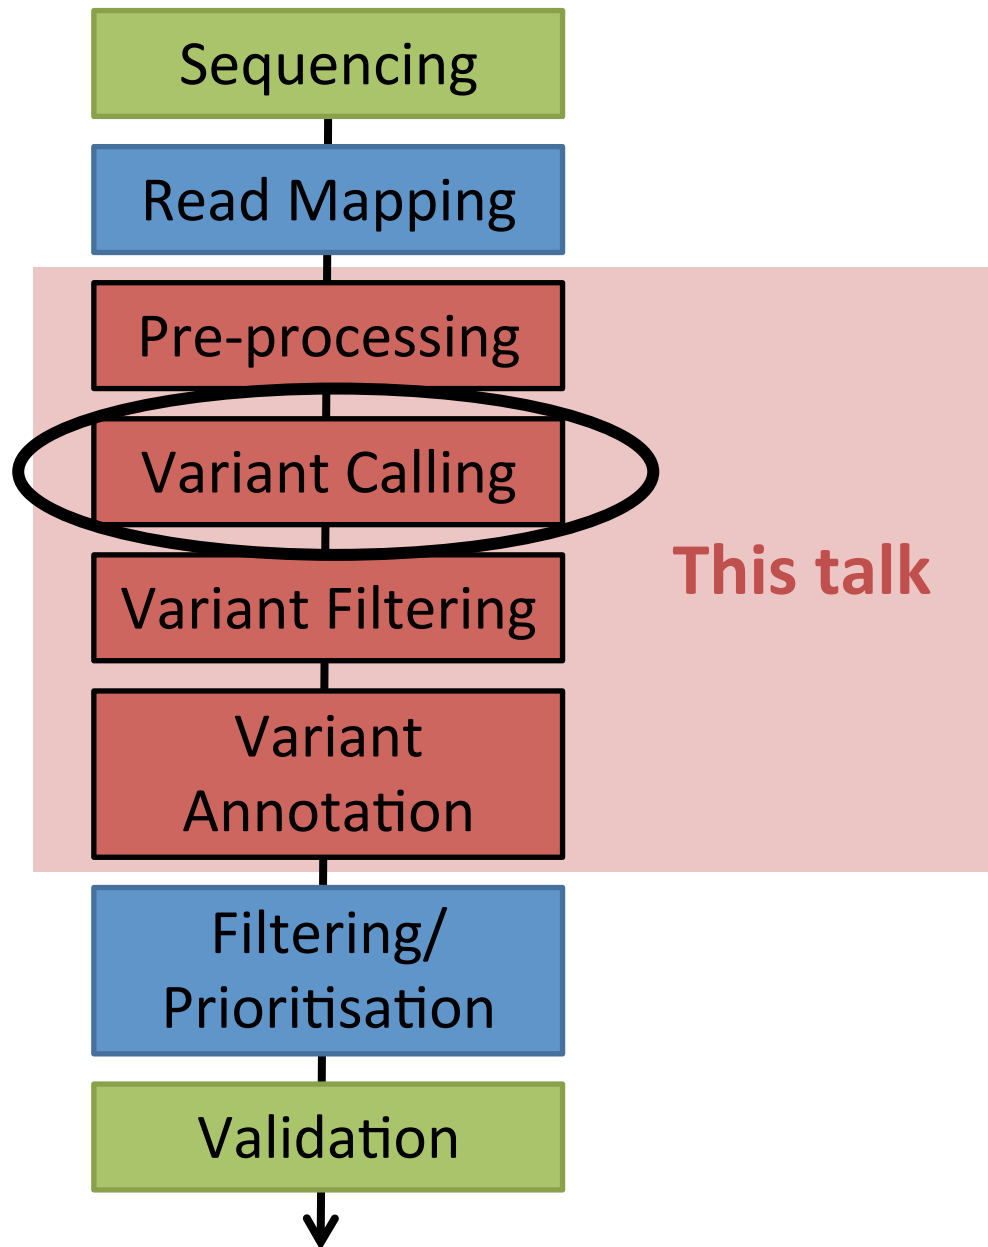 Sequencing
Read Mapping
Pre-processing
Variant Calling
This talk
Variant Filtering
Variant
Annotation
Filtering/
Prioritisation
Validation